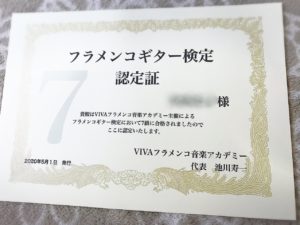 フラメンコギター検定
認定証
7
様
貴殿はVIVAフラメンコ音楽アカデミー主催による
フラメンコギター検定において7級に合格されましたので
ここに認定いたします。
VIVAフラメンコ音楽アカデミー
2020年5月1日 発行
代表 池川寿一